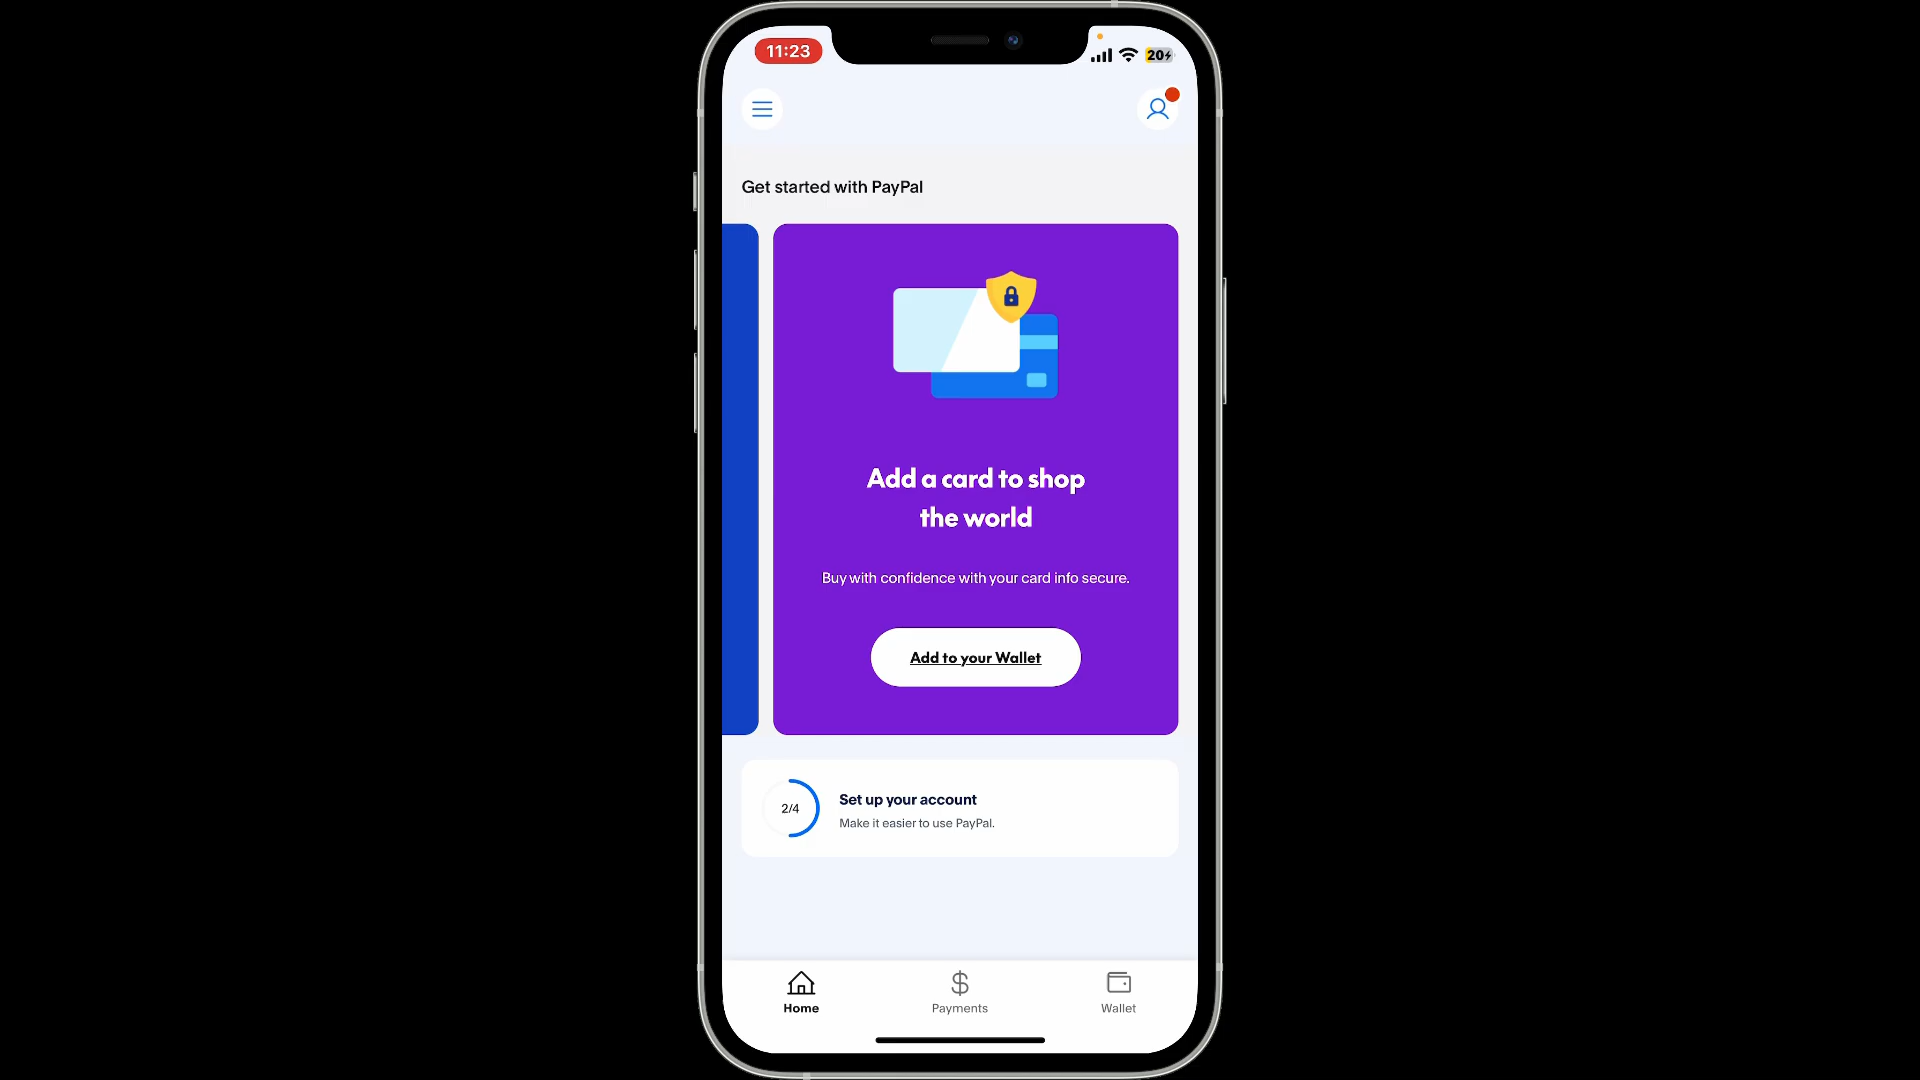 11:23
20
Get started with PayPal
Add a card to shop
the world
Buy with confidence with your card info secure.
Add to your Wallet
2/4
Set up your account
Make it easier to use PayPal.
Home
Payments
Wallet